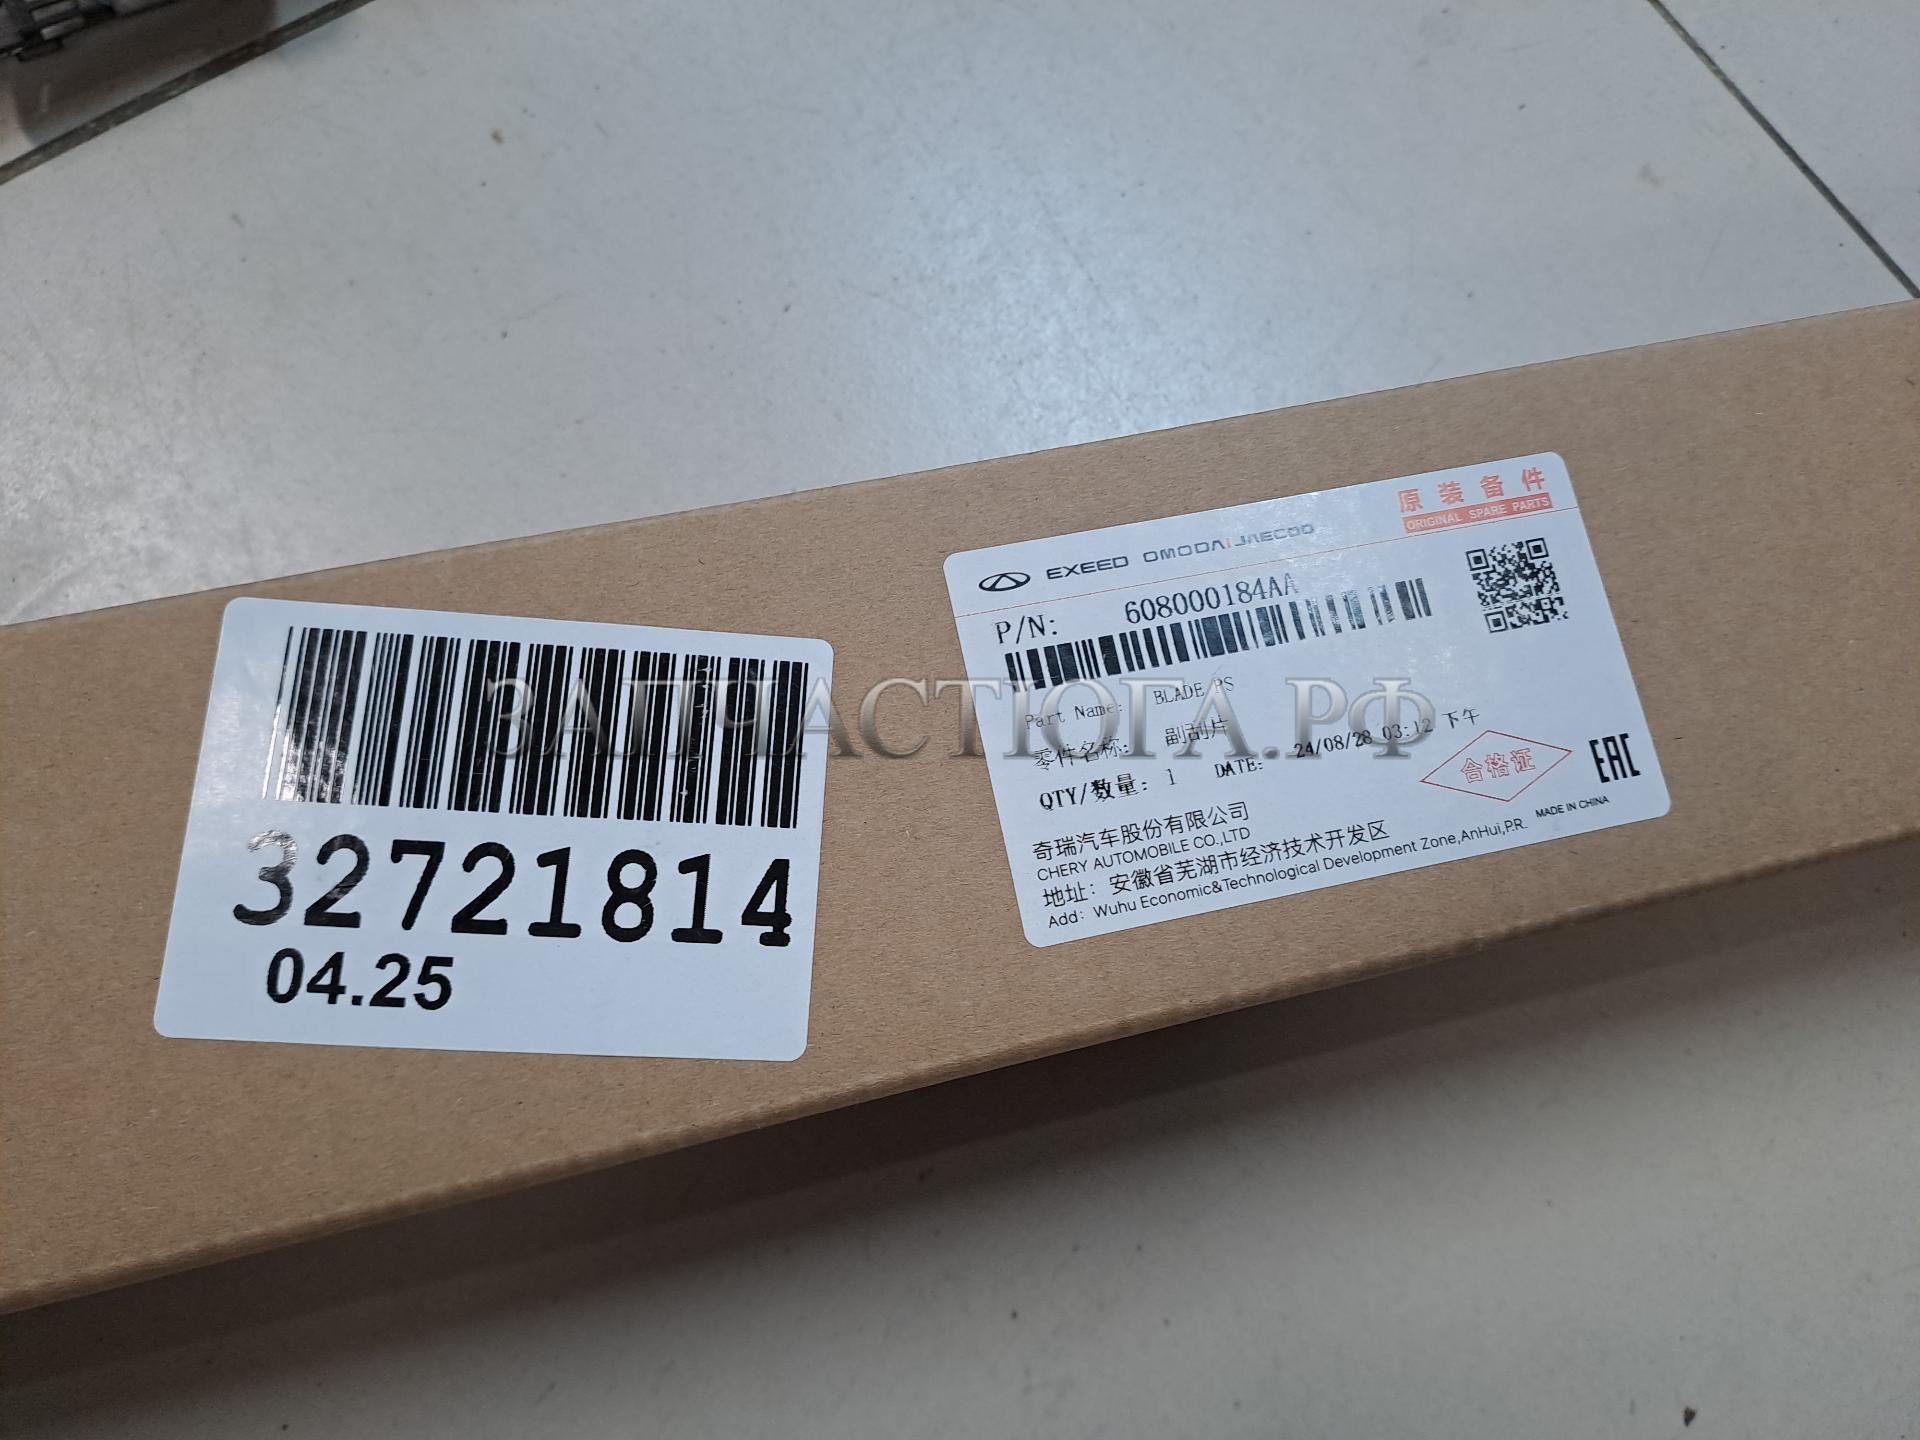 32721814
04.25
EXEED OMODA JAECOO
原装备件
ORIGINAL SPARE PARTS
P/N: 608000184AA
Part Name: BLADE PS
零件名称: 副刮片
QTY/数量: 1 DATE: 24/08/28 03:12 下午
合格证
EAC
MADE IN CHINA
奇瑞汽车股份有限公司
CHERY AUTOMOBILE CO.,LTD
地址: 安徽省芜湖市经济技术开发区
Add: Wuhu Economic&Technological Development Zone,AnHui,P.R.
ЗАПЧАСТЮГА.РФ